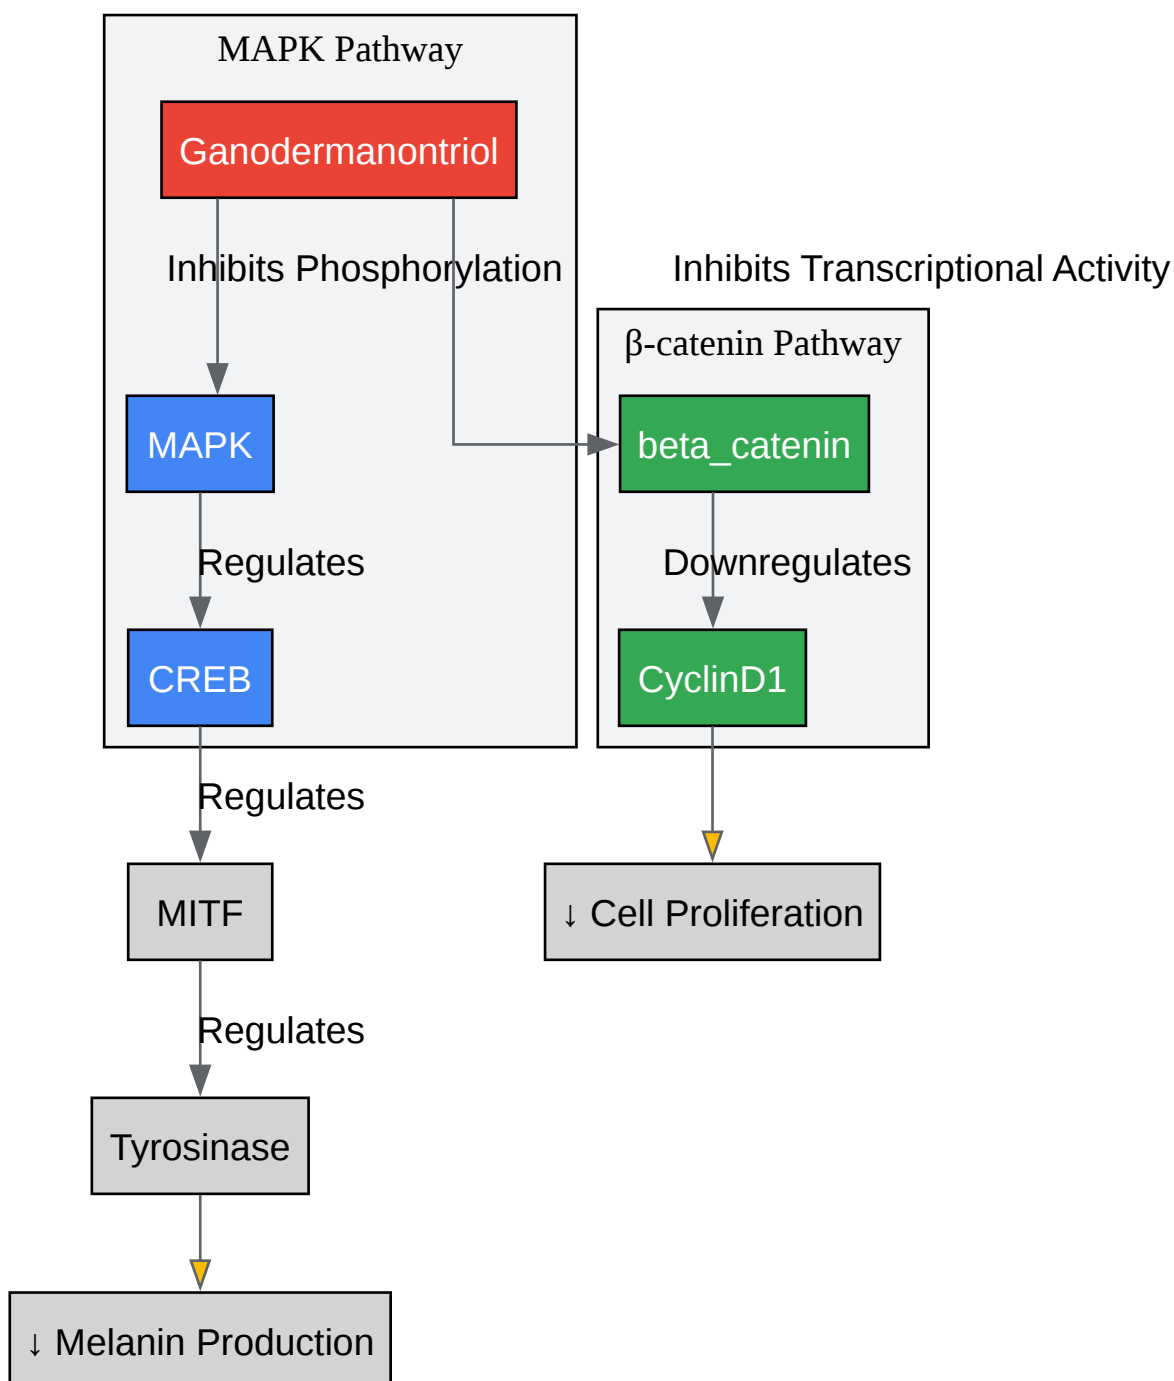 MAPK Pathway
Ganodermanontriol
Inhibits Phosphorylation
Inhibits Transcriptional Activity
β-catenin Pathway
MAPK
beta_catenin
Regulates
Downregulates
CREB
CyclinD1
Regulates
MITF
↓ Cell Proliferation
Regulates
Tyrosinase
↓ Melanin Production